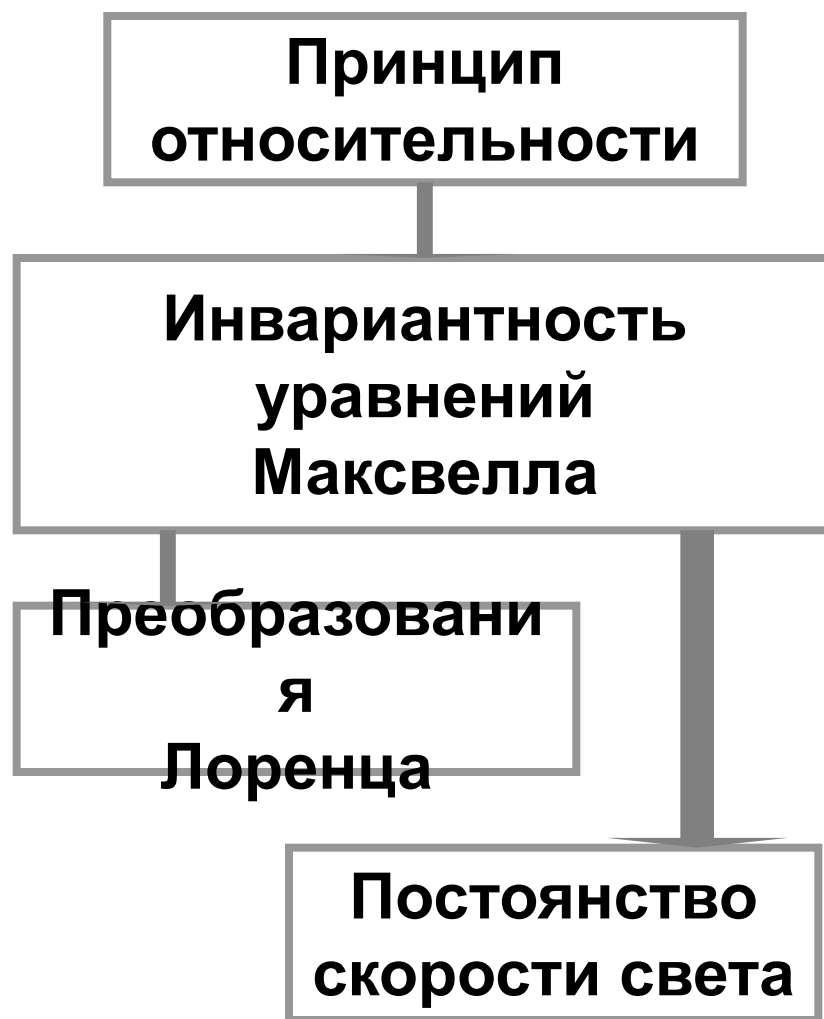 Принцип
относительности
Инвариантность
уравнений
Максвелла
Преобразовани
я
Лоренца
Постоянство
скорости света